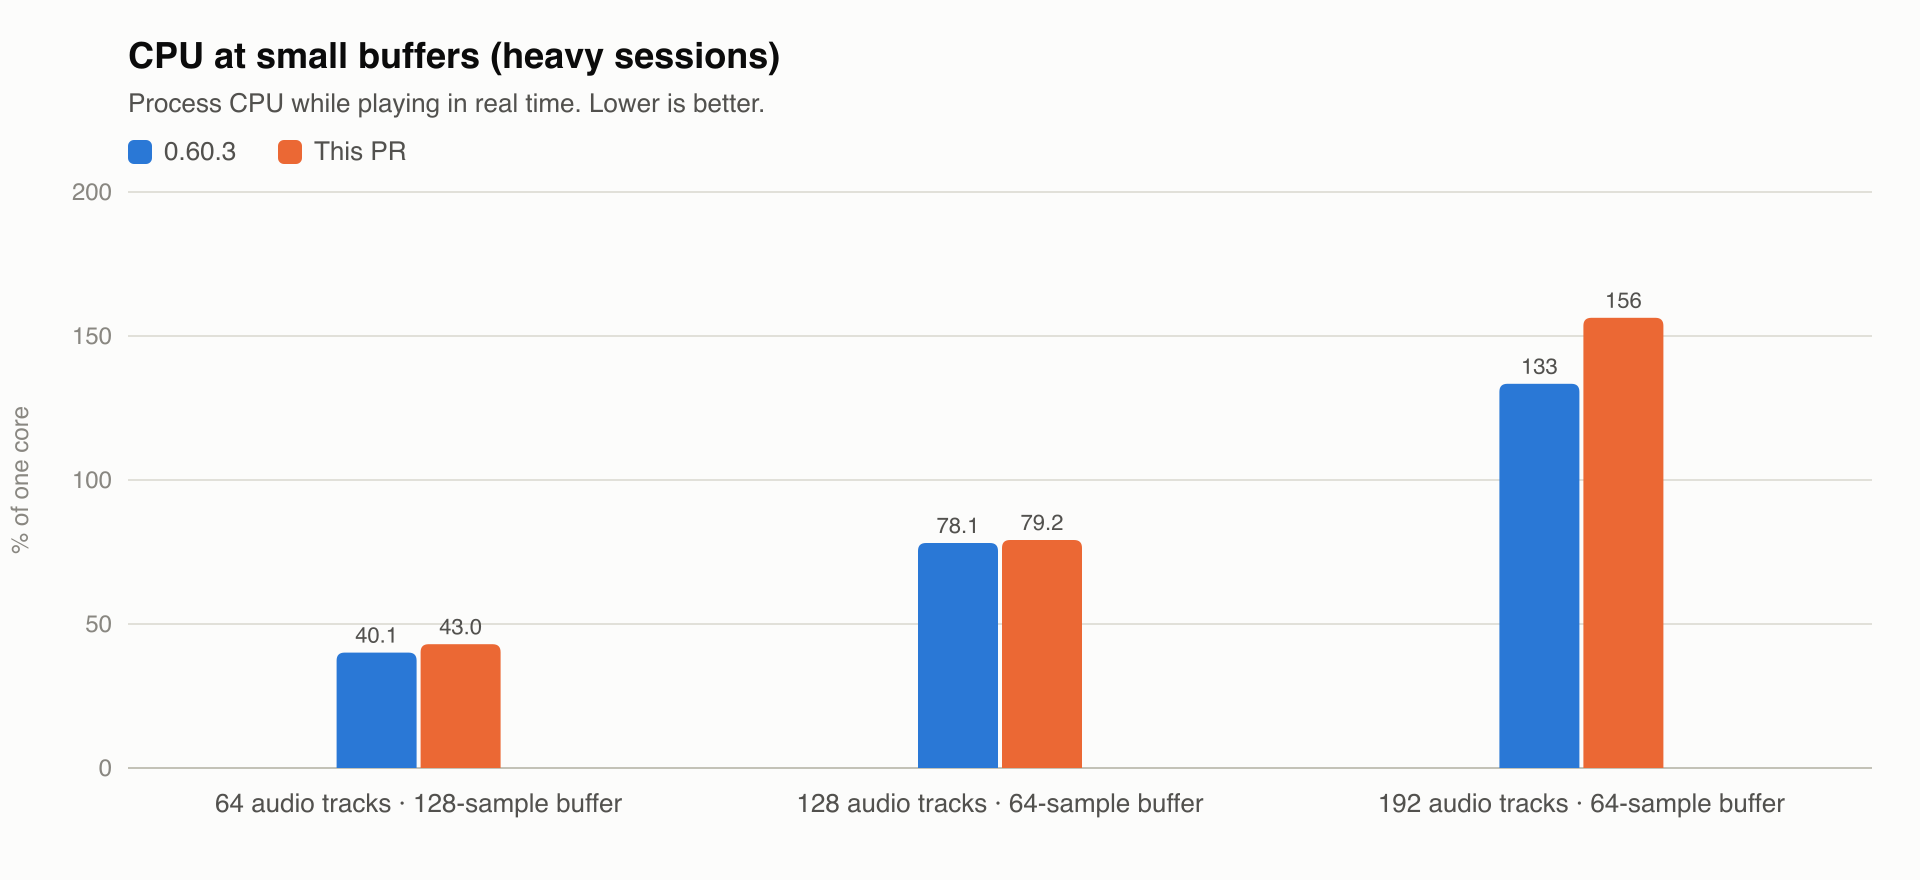 CPU at small buffers (heavy sessions)
Process CPU while playing in real time. Lower is better.
0.60.3 This PR
200
150
100
50
0
% of one core
40.1 43.0
78.1 79.2
133 156
64 audio tracks · 128-sample buffer
128 audio tracks · 64-sample buffer
192 audio tracks · 64-sample buffer